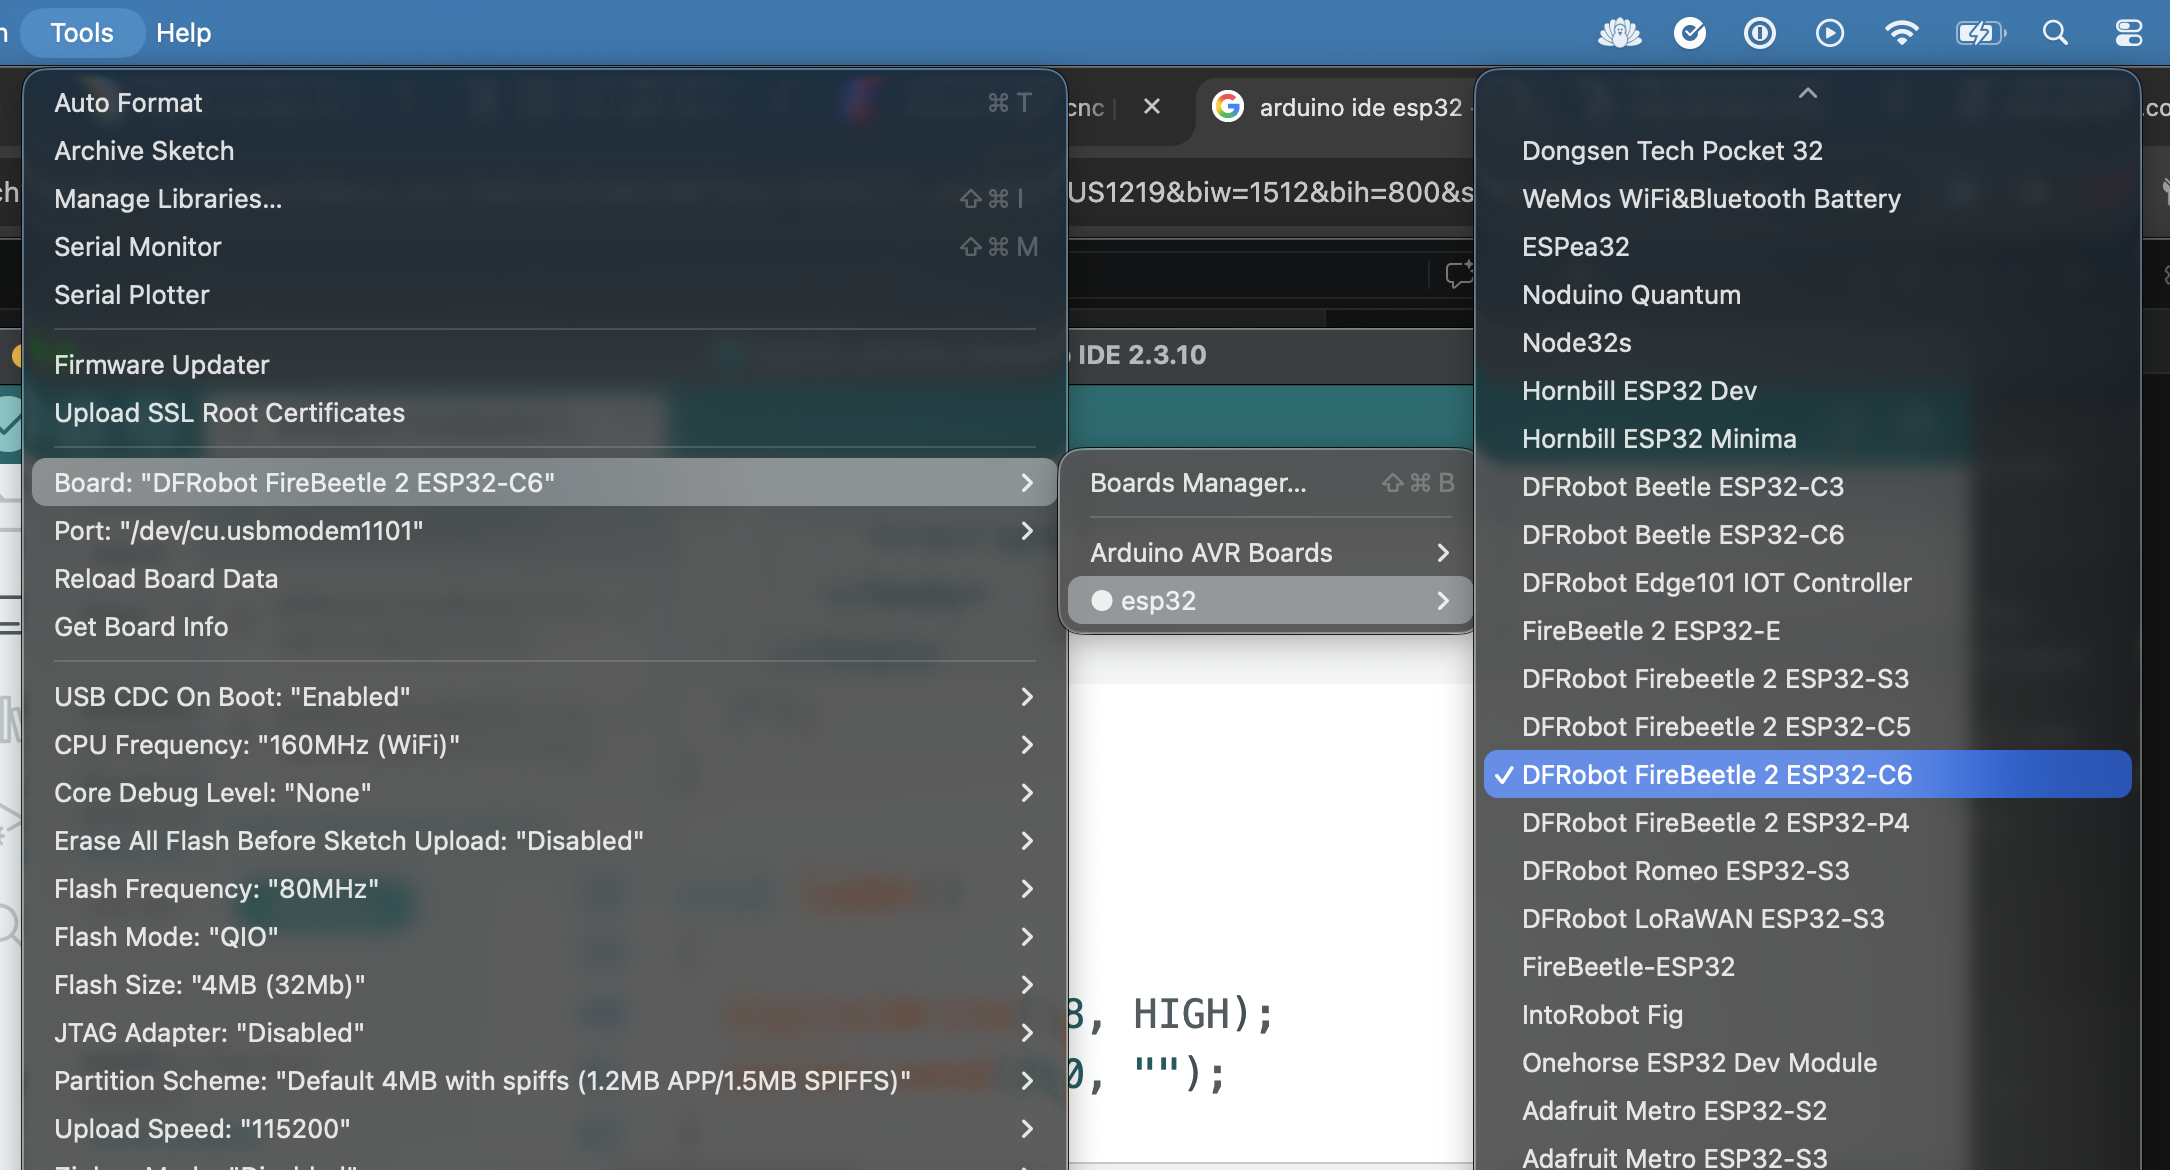 Tools Help
Auto Format ⌘ T
Archive Sketch
Manage Libraries... ⇧ ⌘ I
Serial Monitor ⇧ ⌘ M
Serial Plotter
Firmware Updater
Upload SSL Root Certificates
Board: "DFRobot FireBeetle 2 ESP32-C6"
Port: "/dev/cu.usbmodem1101"
Reload Board Data
Get Board Info
USB CDC On Boot: "Enabled"
CPU Frequency: "160MHz (WiFi)"
Core Debug Level: "None"
Erase All Flash Before Sketch Upload: "Disabled"
Flash Frequency: "80MHz"
Flash Mode: "QIO"
Flash Size: "4MB (32Mb)"
JTAG Adapter: "Disabled"
Partition Scheme: "Default 4MB with spiffs (1.2MB APP/1.5MB SPIFFS)"
Upload Speed: "115200"
cnc
arduino ide esp32
.co
US1219&biw=1512&bih=800&s
IDE 2.3.10
Boards Manager... ⇧ ⌘ B
Arduino AVR Boards
esp32
8, HIGH);
0, "");
Dongsen Tech Pocket 32
WeMos WiFi&Bluetooth Battery
ESPea32
Noduino Quantum
Node32s
Hornbill ESP32 Dev
Hornbill ESP32 Minima
DFRobot Beetle ESP32-C3
DFRobot Beetle ESP32-C6
DFRobot Edge101 IOT Controller
FireBeetle 2 ESP32-E
DFRobot Firebeetle 2 ESP32-S3
DFRobot Firebeetle 2 ESP32-C5
✓ DFRobot FireBeetle 2 ESP32-C6
DFRobot FireBeetle 2 ESP32-P4
DFRobot Romeo ESP32-S3
DFRobot LoRaWAN ESP32-S3
FireBeetle-ESP32
IntoRobot Fig
Onehorse ESP32 Dev Module
Adafruit Metro ESP32-S2
Adafruit Metro ESP32-S3